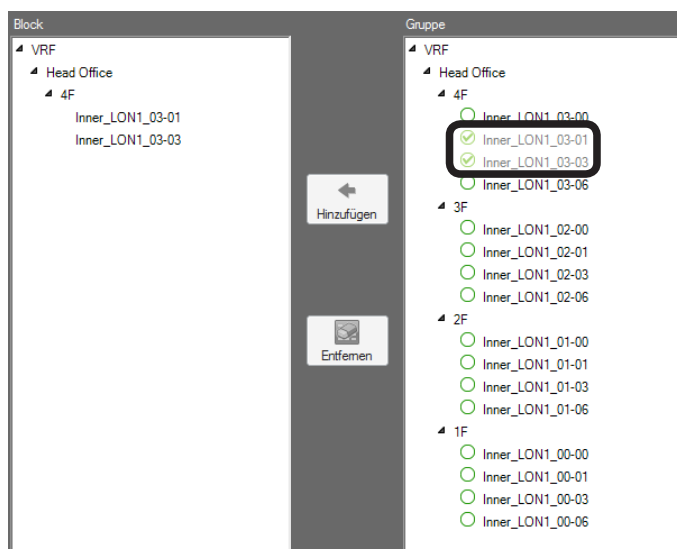 Block
VRF
Head Office
4F
Inner_LON1_03-01
Inner_LON1_03-03
Hinzufügen
Entfernen
Gruppe
VRF
Head Office
4F
Inner_LON1_03-00
Inner_LON1_03-01
Inner_LON1_03-03
Inner_LON1_03-06
3F
Inner_LON1_02-00
Inner_LON1_02-01
Inner_LON1_02-03
Inner_LON1_02-06
2F
Inner_LON1_01-00
Inner_LON1_01-01
Inner_LON1_01-03
Inner_LON1_01-06
1F
Inner_LON1_00-00
Inner_LON1_00-01
Inner_LON1_00-03
Inner_LON1_00-06